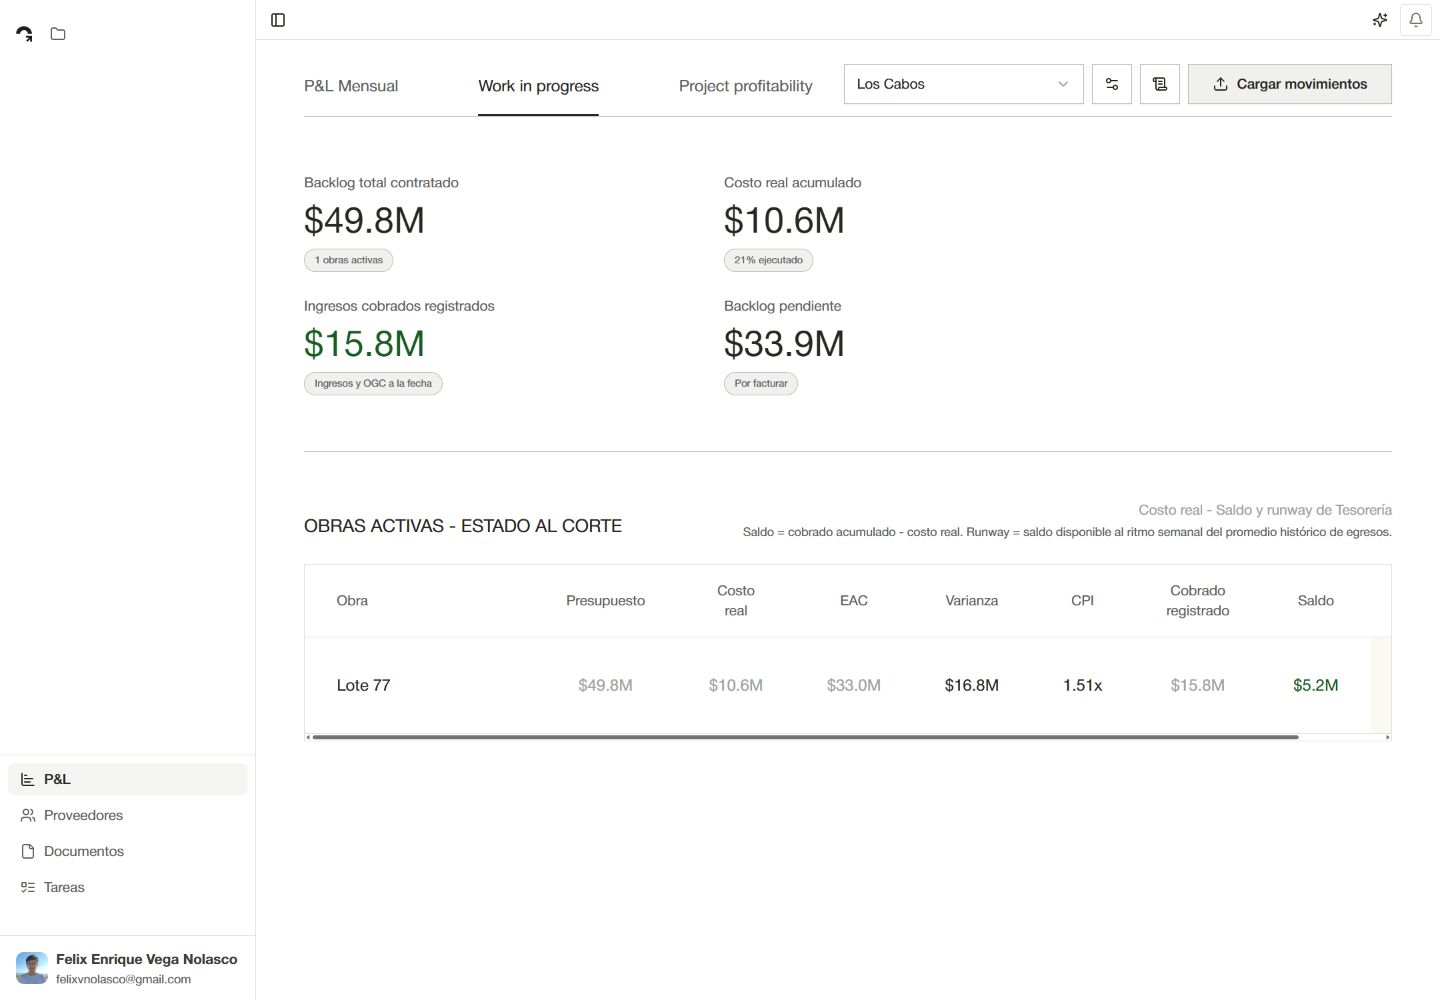 P&L Mensual
Work in progress
Project profitability
Los Cabos
Cargar movimientos
Backlog total contratado
$49.8M
1 obras activas
Costo real acumulado
$10.6M
21% ejecutado
Ingresos cobrados registrados
$15.8M
Ingresos y OGC a la fecha
Backlog pendiente
$33.9M
Por facturar
OBRAS ACTIVAS - ESTADO AL CORTE
Costo real - Saldo y runway de Tesorería
Saldo = cobrado acumulado - costo real. Runway = saldo disponible al ritmo semanal del promedio histórico de egresos.
Obra
Presupuesto
Costo
real
EAC
Varianza
CPI
Cobrado
registrado
Saldo
Lote 77
$49.8M
$10.6M
$33.0M
$16.8M
1.51x
$15.8M
$5.2M
P&L
Proveedores
Documentos
Tareas
Felix Enrique Vega Nolasco
felixvnolasco@gmail.com